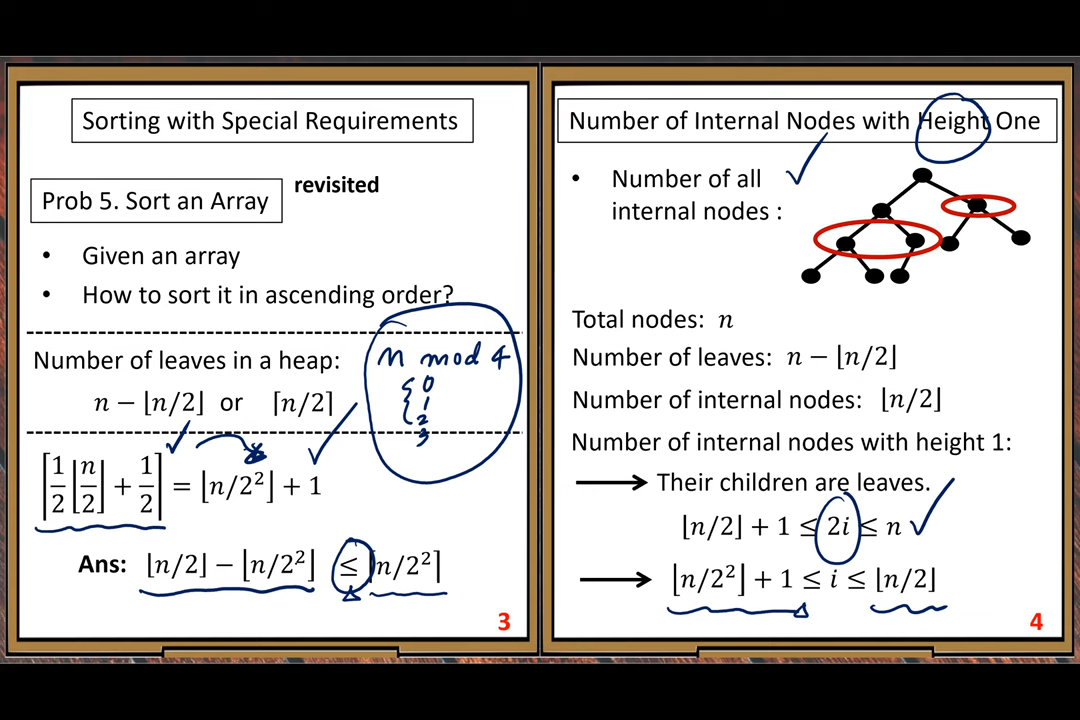 Sorting with Special Requirements
revisited
Prob 5. Sort an Array
• Given an array
• How to sort it in ascending order?
Number of leaves in a heap:
n − ⌊n/2⌋ or ⌈n/2⌉
n mod 4
0
1
2
3
⌈1/2 ⌊n/2⌋ + 1/2⌉ = ⌊n/2²⌋ + 1
Ans: ⌊n/2⌋ − ⌊n/2²⌋ ≤ ⌈n/2²⌉
3
Number of Internal Nodes with Height One
• Number of all
internal nodes :
Total nodes: n
Number of leaves: n − ⌊n/2⌋
Number of internal nodes: ⌊n/2⌋
Number of internal nodes with height 1:
⟶ Their children are leaves.
⌊n/2⌋ + 1 ≤ 2i ≤ n
⟶ ⌊n/2²⌋ + 1 ≤ i ≤ ⌊n/2⌋
4